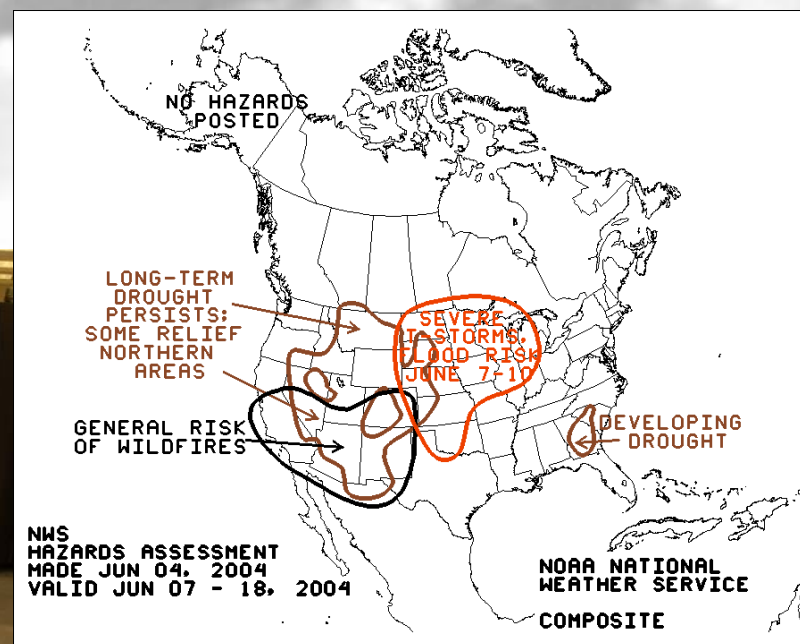 NO HAZARDS
POSTED
LONG-TERM
DROUGHT
PERSISTS;
SOME RELIEF
NORTHERN
AREAS
SEVERE
T-STORMS,
FLOOD RISK
JUNE 7-10
GENERAL RISK
OF WILDFIRES
DEVELOPING
DROUGHT
NWS
HAZARDS ASSESSMENT
MADE JUN 04, 2004
VALID JUN 07 - 18, 2004
NOAA NATIONAL
WEATHER SERVICE
COMPOSITE